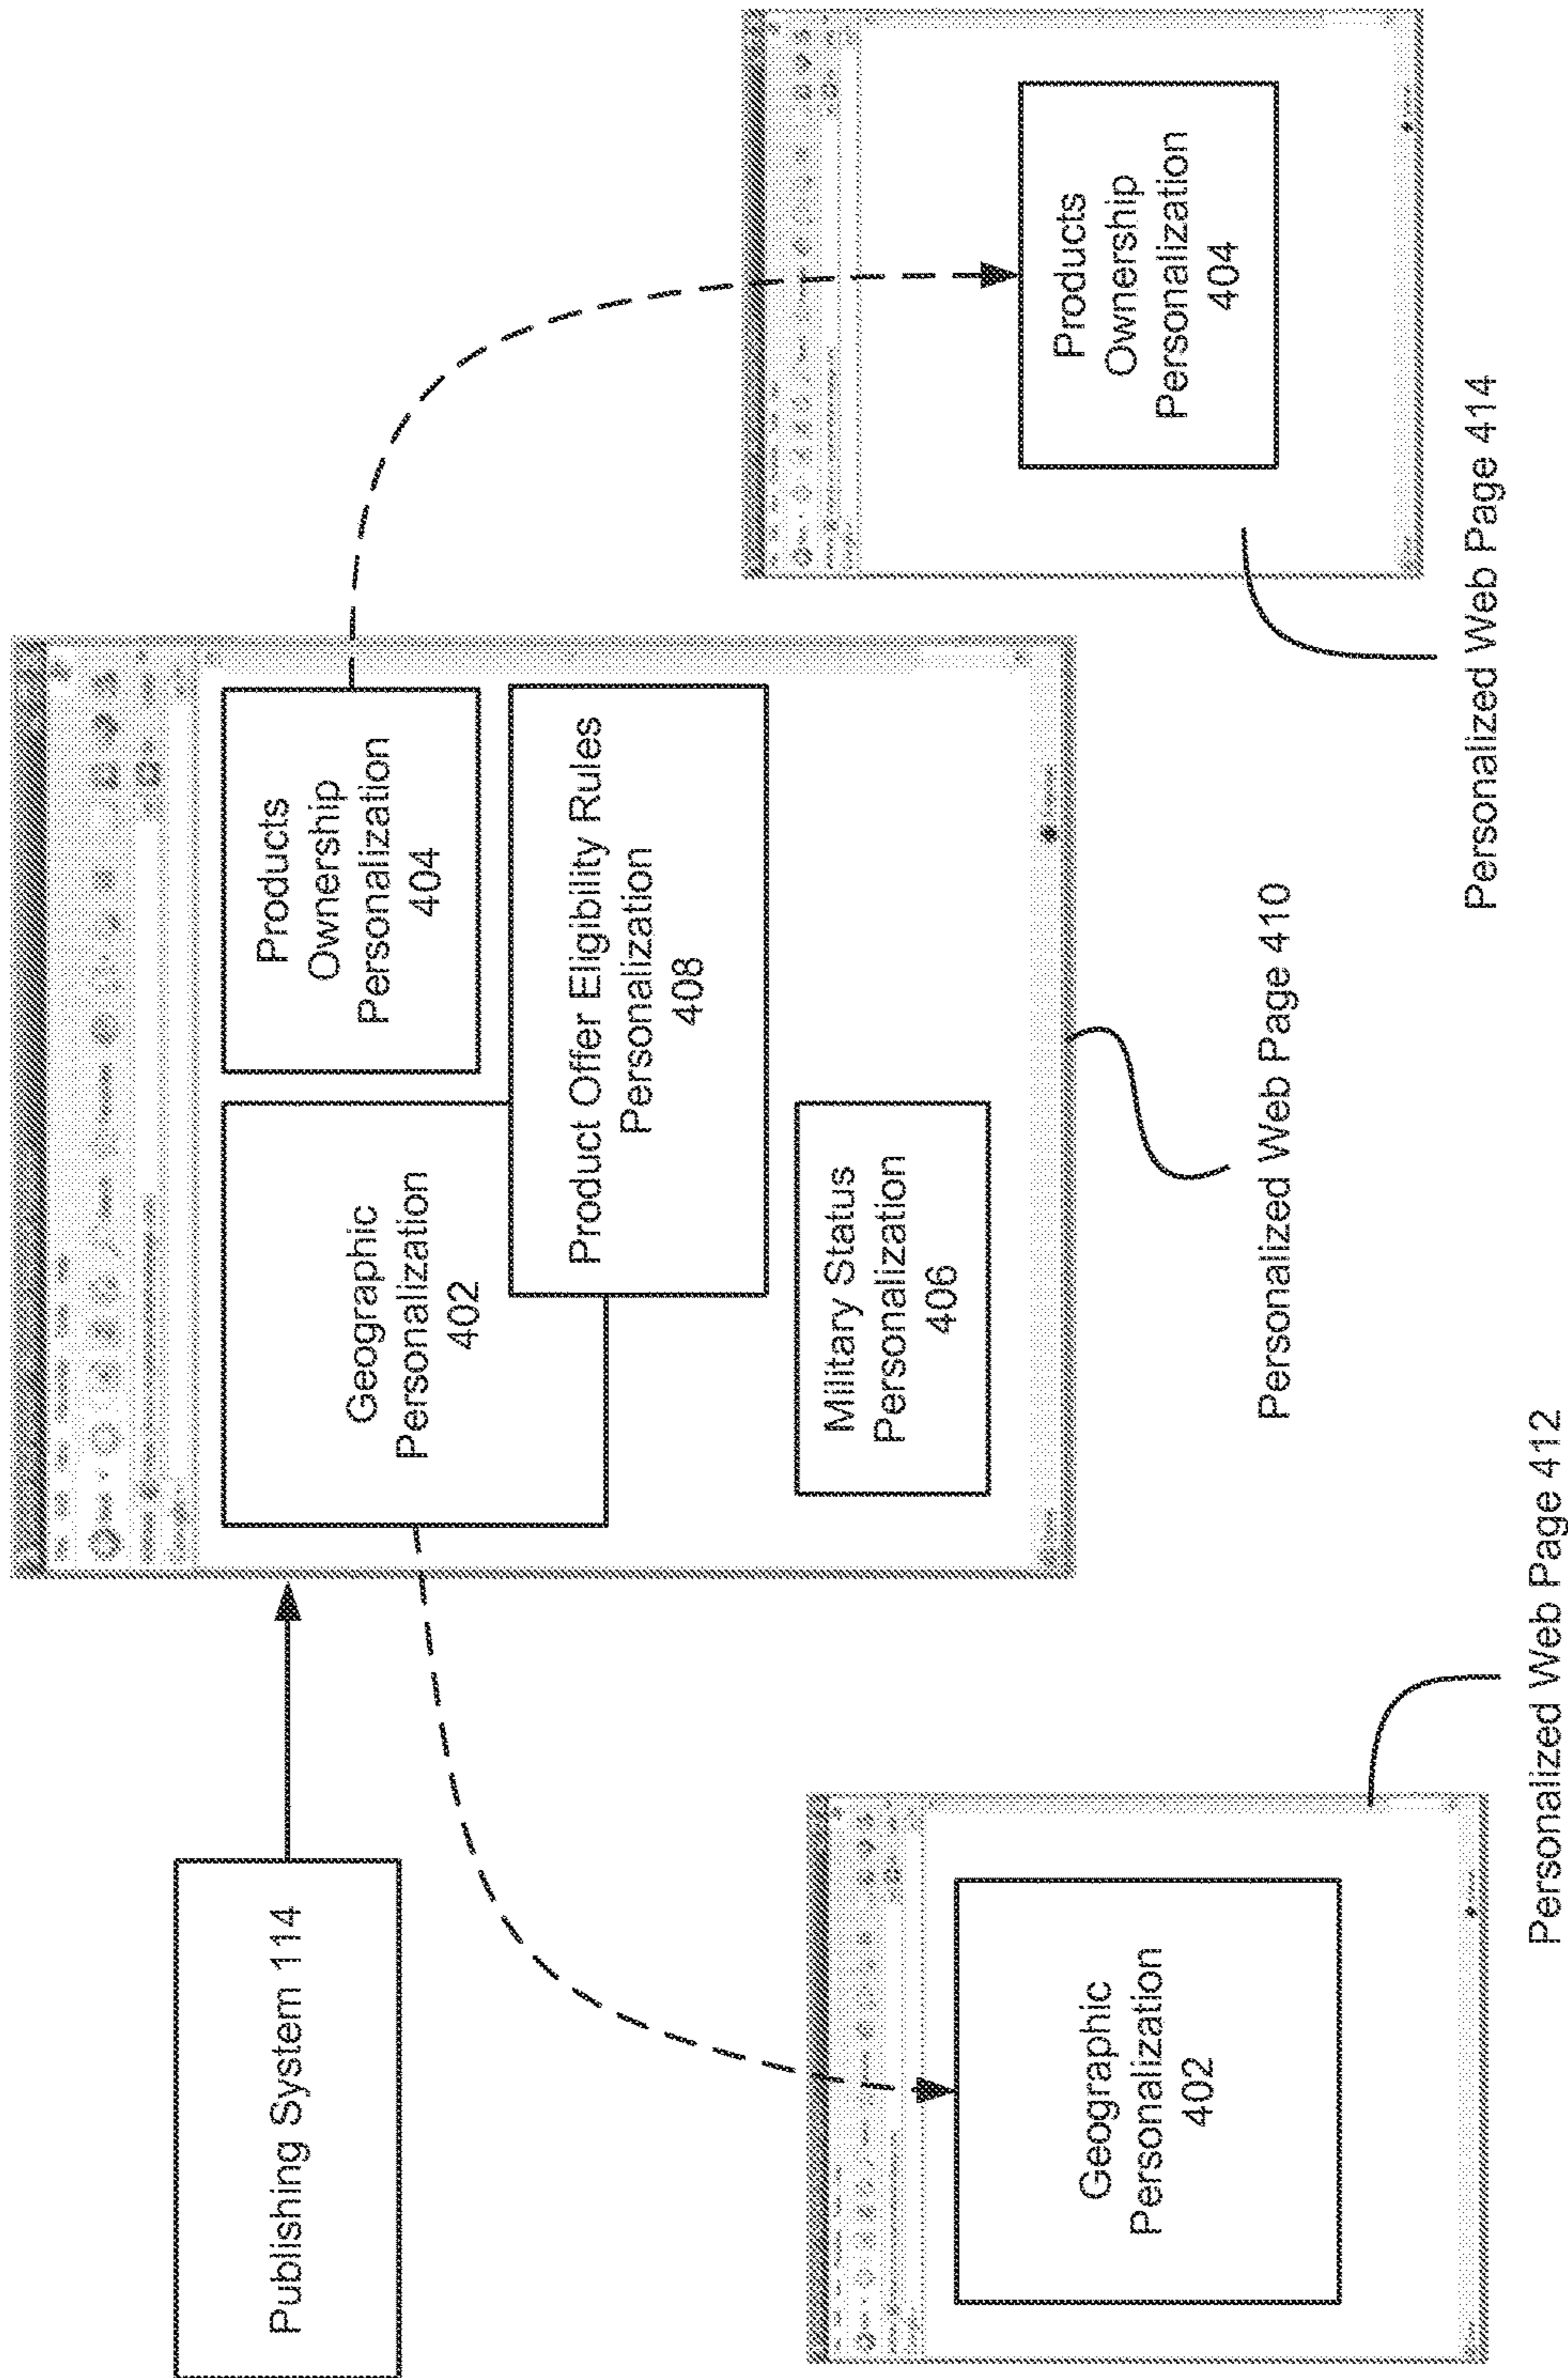 Publishing System 114
Geographic
Personalization
402
Products
Ownership
Personalization
404
Product Offer Eligibility Rules
Personalization
408
Military Status
Personalization
406
Personalized Web Page 410
Geographic
Personalization
402
Personalized Web Page 412
Products
Ownership
Personalization
404
Personalized Web Page 414